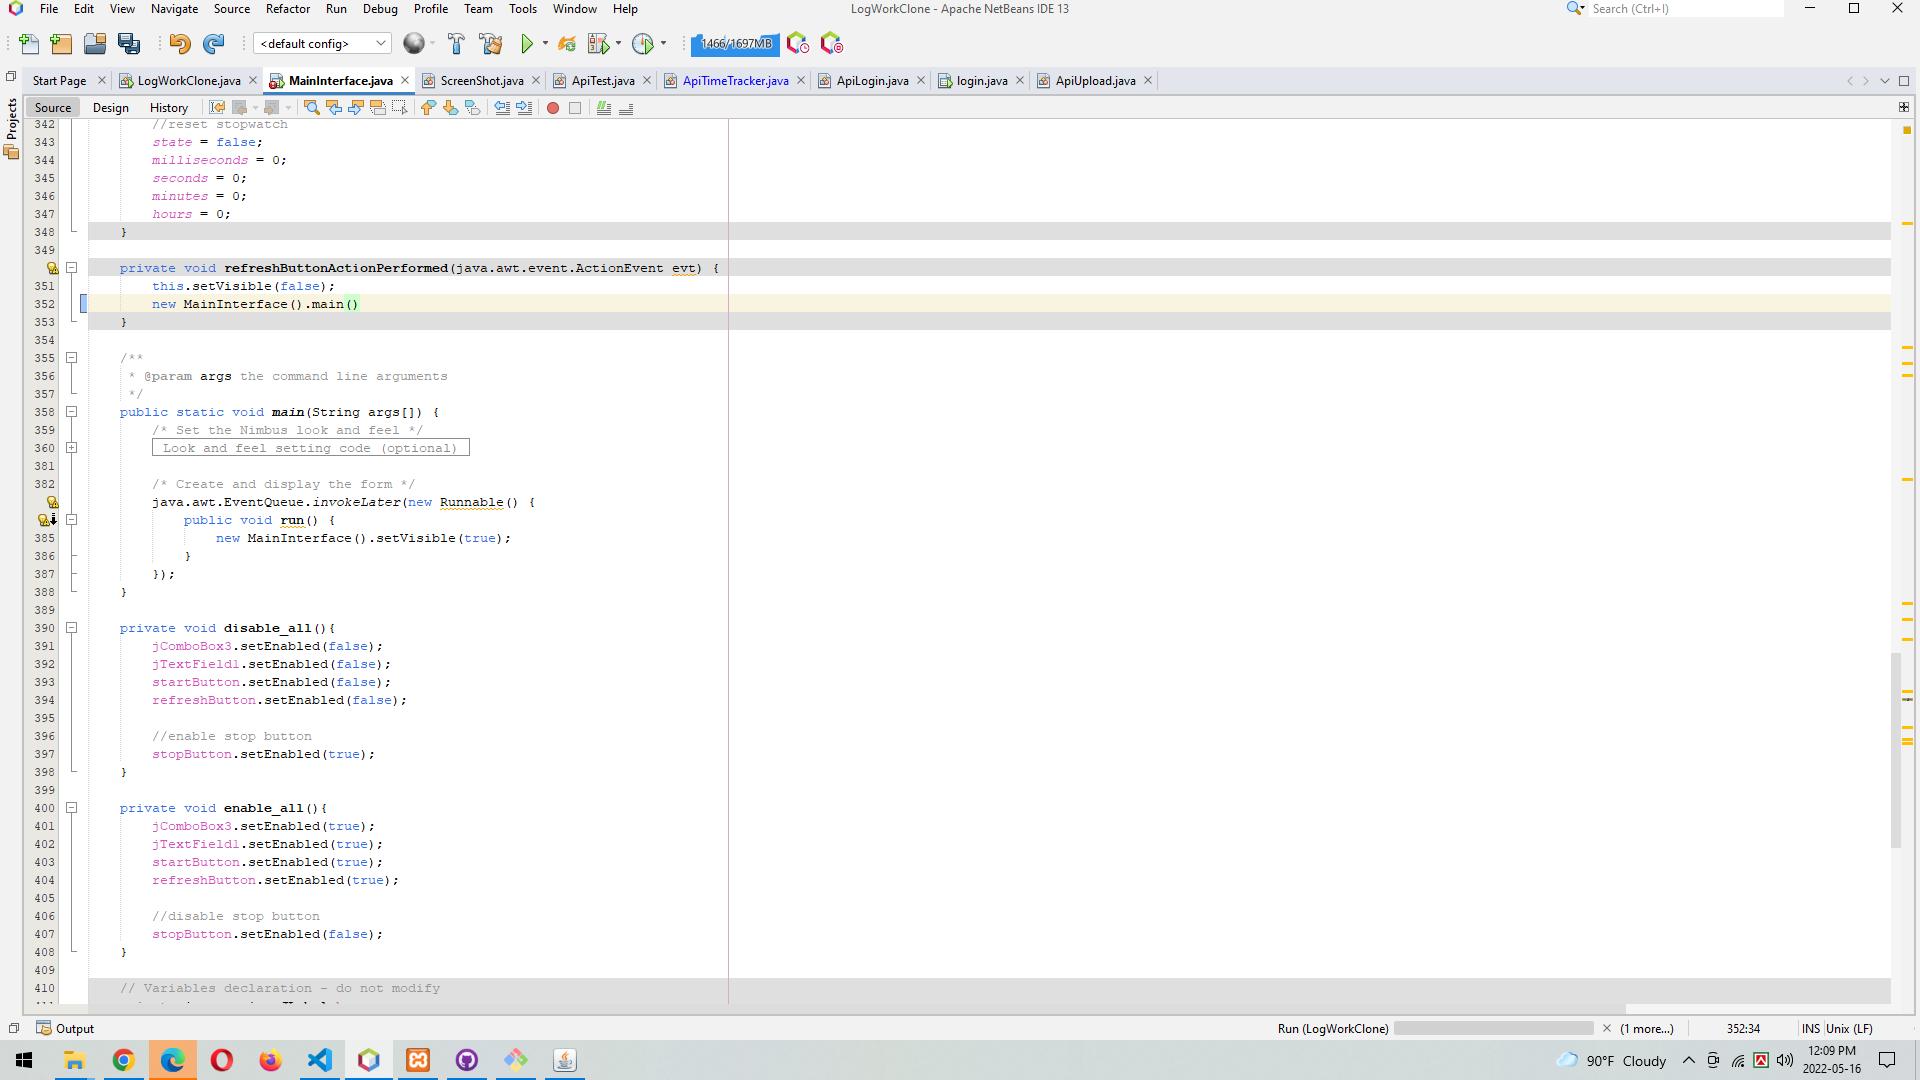 File Edit View Navigate Source Refactor Run Debug Profile Team Tools Window Help
LogWorkClone - Apache NetBeans IDE 13
Search (Ctrl+I)
<default config>
1466/1697MB
Start Page
LogWorkClone.java
MainInterface.java
ScreenShot.java
ApiTest.java
ApiTimeTracker.java
ApiLogin.java
login.java
ApiUpload.java
Projects
Source Design History
342 //reset stopwatch
343 state = false;
344 milliseconds = 0;
345 seconds = 0;
346 minutes = 0;
347 hours = 0;
348 }
349
private void refreshButtonActionPerformed(java.awt.event.ActionEvent evt) {
351 this.setVisible(false);
352 new MainInterface().main()
353 }
354
355 /**
356 * @param args the command line arguments
357 */
358 public static void main(String args[]) {
359 /* Set the Nimbus look and feel */
360 Look and feel setting code (optional)
381
382 /* Create and display the form */
java.awt.EventQueue.invokeLater(new Runnable() {
public void run() {
385 new MainInterface().setVisible(true);
386 }
387 });
388 }
389
390 private void disable_all(){
391 jComboBox3.setEnabled(false);
392 jTextField1.setEnabled(false);
393 startButton.setEnabled(false);
394 refreshButton.setEnabled(false);
395
396 //enable stop button
397 stopButton.setEnabled(true);
398 }
399
400 private void enable_all(){
401 jComboBox3.setEnabled(true);
402 jTextField1.setEnabled(true);
403 startButton.setEnabled(true);
404 refreshButton.setEnabled(true);
405
406 //disable stop button
407 stopButton.setEnabled(false);
408 }
409
410 // Variables declaration - do not modify
Output
Run (LogWorkClone)
(1 more...)
352:34
INS Unix (LF)
90°F Cloudy
12:09 PM
2022-05-16